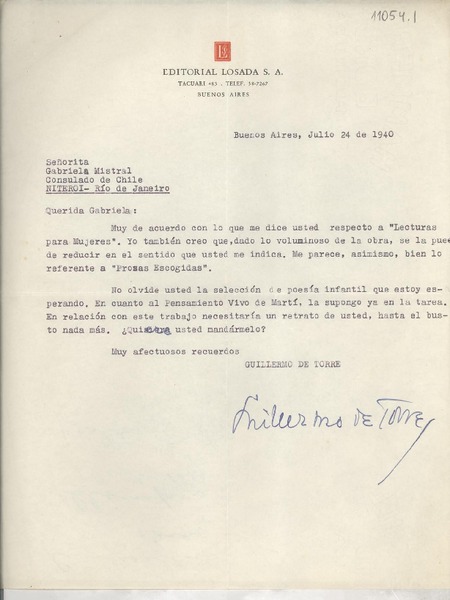 11054.1
EDITORIAL LOSADA S. A.
TACUARI 483 . TELEF. 38-7267
BUENOS AIRES
Buenos Aires, Julio 24 de 1940
Señorita
Gabriela Mistral
Consulado de Chile
NITEROI- Río de Janeiro
Querida Gabriela:
Muy de acuerdo con lo que me dice usted respecto a "Lecturas
para Mujeres". Yo también creo que,dado lo voluminoso de la obra, se la pue
de reducir en el sentido que usted me indica. Me parece, asimismo, bien lo
referente a "Prosas Escogidas".
No olvide usted la selección de poesía infantil que estoy es-
perando. En cuanto al Pensamiento Vivo de Martí, la supongo ya en la tarea.
En relación con este trabajo necesitaría un retrato de usted, hasta el bus-
to nada más. ¿Quisiera usted mandármelo?
Muy afectuosos recuerdos
GUILLERMO DE TORRE
Guillermo DE TORRE